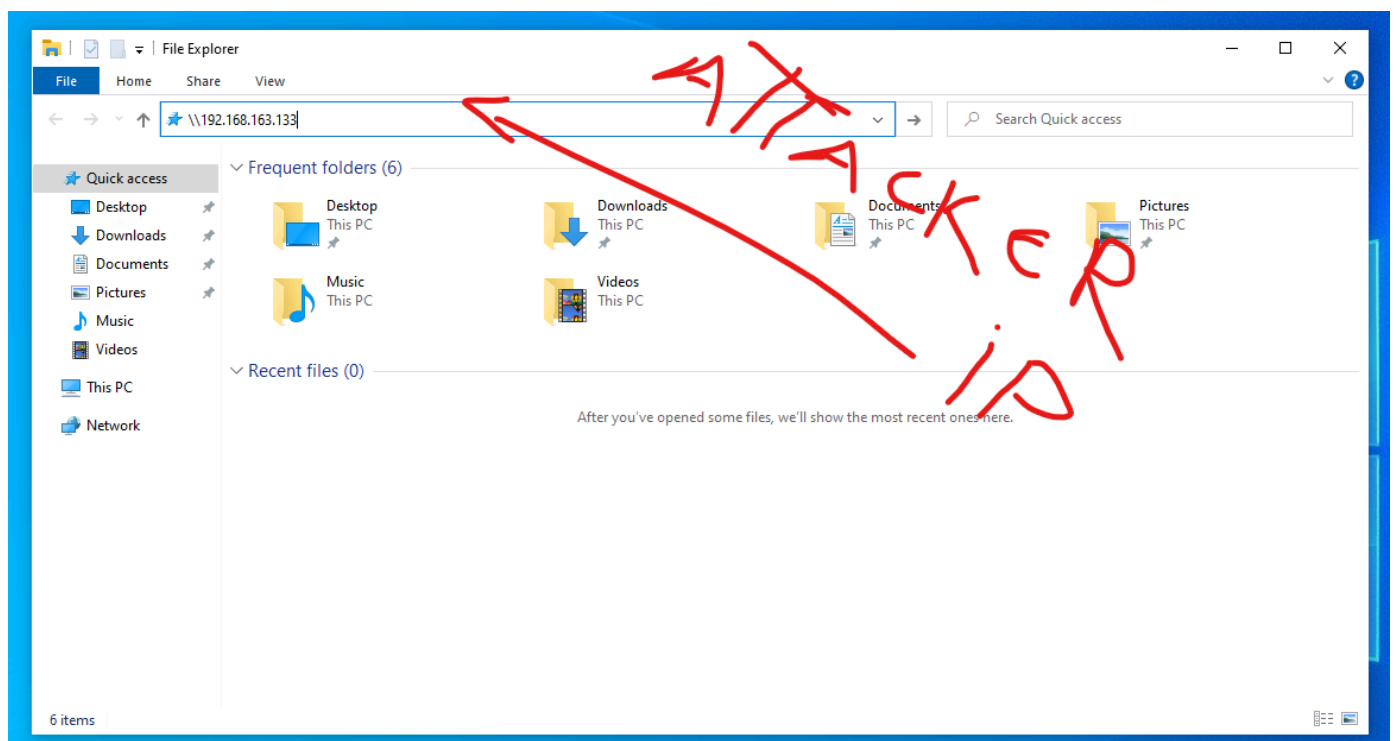 File Explorer
File Home Share View
\\192.168.163.133
Search Quick access
ATTACKER
iP
Quick access
Desktop
Downloads
Documents
Pictures
Music
Videos
This PC
Network
Frequent folders (6)
Desktop
This PC
Downloads
This PC
Documents
This PC
Pictures
This PC
Music
This PC
Videos
This PC
Recent files (0)
After you've opened some files, we'll show the most recent ones here.
6 items